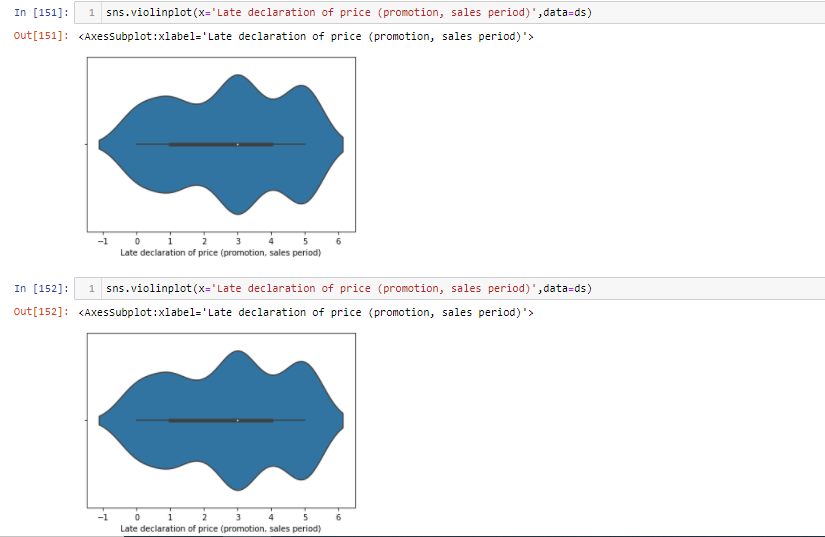 In [151]: 1 sns.violinplot(x='Late declaration of price (promotion, sales period)',data=ds)
Out[151]: <AxesSubplot:xlabel='Late declaration of price (promotion, sales period)'>
−1 0 1 2 3 4 5 6
Late declaration of price (promotion, sales period)
In [152]: 1 sns.violinplot(x='Late declaration of price (promotion, sales period)',data=ds)
Out[152]: <AxesSubplot:xlabel='Late declaration of price (promotion, sales period)'>
−1 0 1 2 3 4 5 6
Late declaration of price (promotion, sales period)